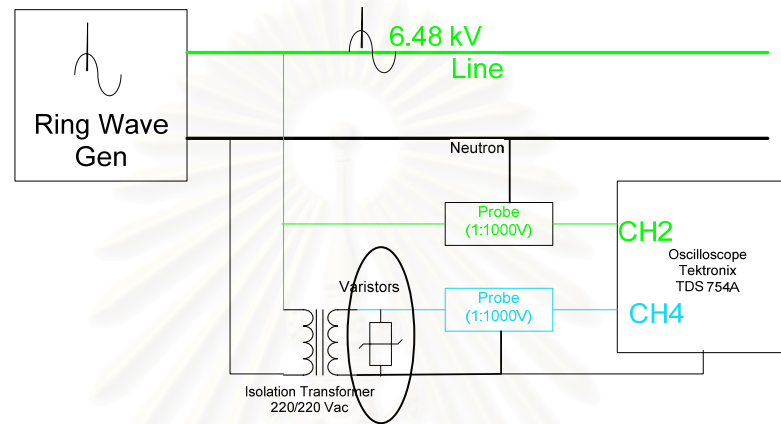 Ring Wave
Gen
6.48 kV
Line
Neutron
Probe
(1:1000V)
CH2
Oscilloscope
Tektronix
TDS 754A
Varistors
Probe
(1:1000V)
CH4
Isolation Transformer
220/220 Vac